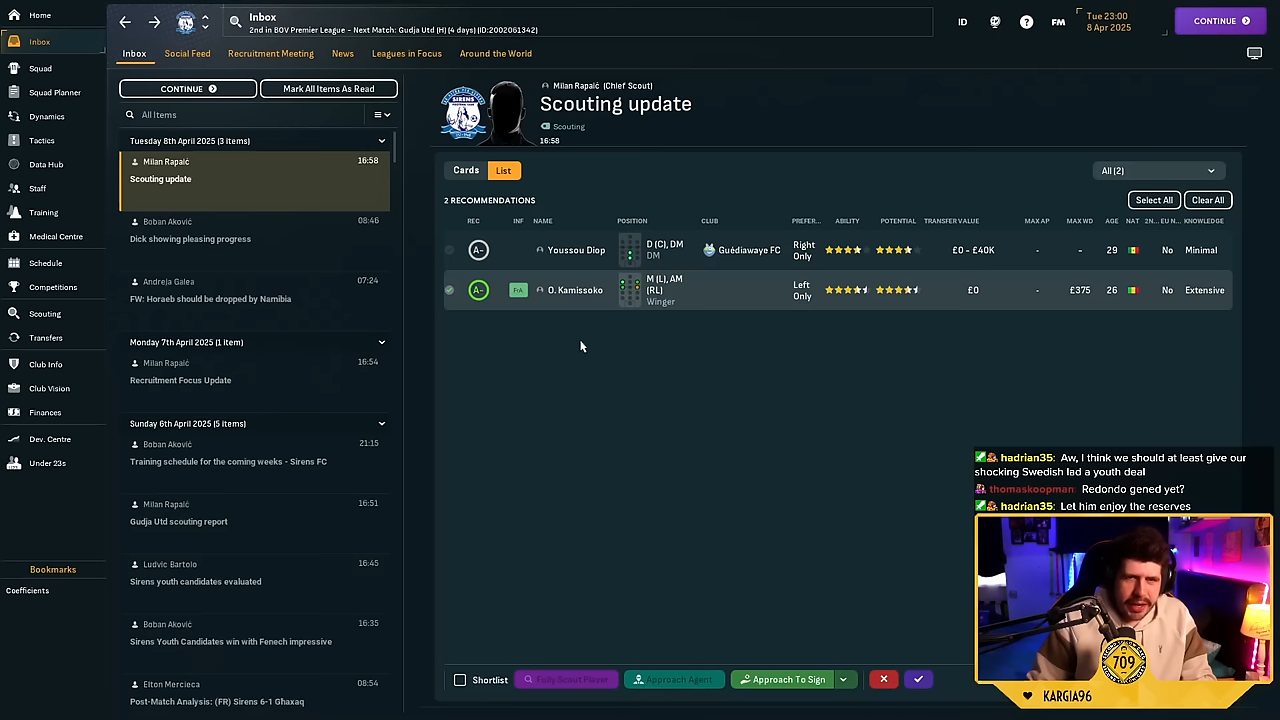 Home
Inbox
Squad
Squad Planner
Dynamics
Tactics
Data Hub
Staff
Training
Medical Centre
Schedule
Competitions
Scouting
Transfers
Club Info
Club Vision
Finances
Dev. Centre
Under 23s
Bookmarks
Coefficients
Inbox
2nd in BOV Premier League - Next Match: Gudja Utd (H) (4 days) (ID:2002061342)
ID
FM
Tue 23:00
8 Apr 2025
CONTINUE
Inbox Social Feed Recruitment Meeting News Leagues in Focus Around the World
CONTINUE
Mark All Items As Read
All Items
Tuesday 8th April 2025 (3 items)
Milan Rapaić 16:58
Scouting update
Boban Aković 08:46
Dick showing pleasing progress
Andreja Galea 07:24
FW: Horaeb should be dropped by Namibia
Monday 7th April 2025 (1 item)
Milan Rapaić 16:54
Recruitment Focus Update
Sunday 6th April 2025 (5 items)
Boban Aković 21:15
Training schedule for the coming weeks - Sirens FC
Milan Rapaić 16:51
Gudja Utd scouting report
Ludvic Bartolo 16:45
Sirens youth candidates evaluated
Boban Aković 16:35
Sirens Youth Candidates win with Fenech impressive
Elton Mercieca 08:54
Post-Match Analysis: (FR) Sirens 6-1 Ghaxaq
Milan Rapaić (Chief Scout)
Scouting update
Scouting
16:58
Cards List
All (2)
2 RECOMMENDATIONS
Select All
Clear All
REC INF NAME POSITION CLUB PREFER... ABILITY POTENTIAL TRANSFER VALUE MAX AP MAX WD AGE NAT 2N... EU N... KNOWLEDGE
A- Youssou Diop D (C), DM DM Guédiawaye FC Right Only £0 - £40K - - 29 No Minimal
A- FrA O. Kamissoko M (L), AM (RL) Winger Left Only £0 - £375 26 No Extensive
Shortlist
Fully Scout Player
Approach Agent
Approach To Sign
hadrian35: Aw, I think we should at least give our
shocking Swedish lad a youth deal
thomaskoopman: Redondo gened yet?
hadrian35: Let him enjoy the reserves
709
KARGIA96